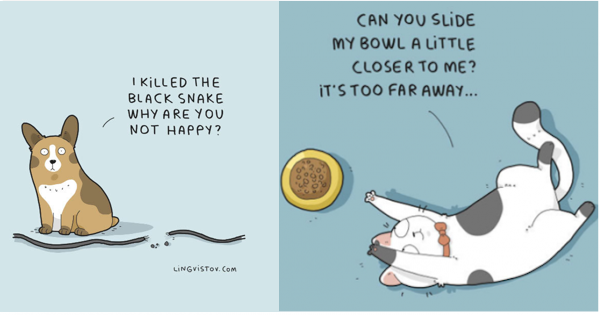 I KILLED THE
BLACK SNAKE
WHY ARE YOU
NOT HAPPY?
LINGVISTOV.COM
CAN YOU SLIDE
MY BOWL A LITTLE
CLOSER TO ME?
IT'S TOO FAR AWAY...